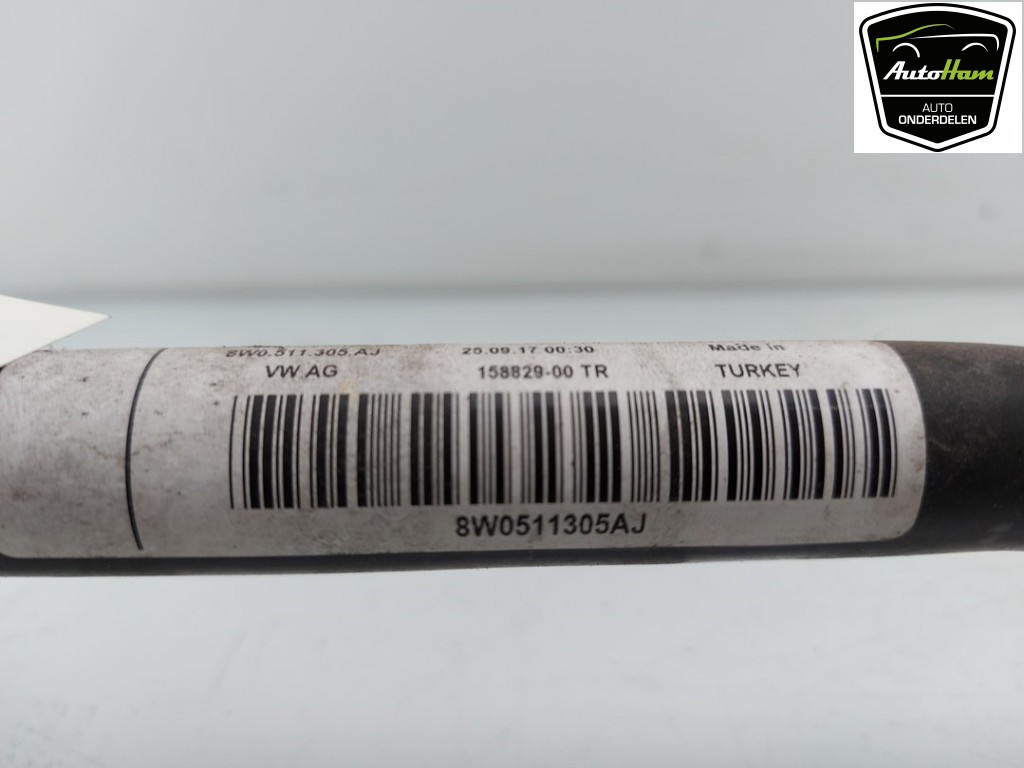 AutoHam
AUTO
ONDERDELEN
8W0.511.305.AJ 25.09.17 00:30 Made in
VW AG 158829-00 TR TURKEY
8W0511305AJ